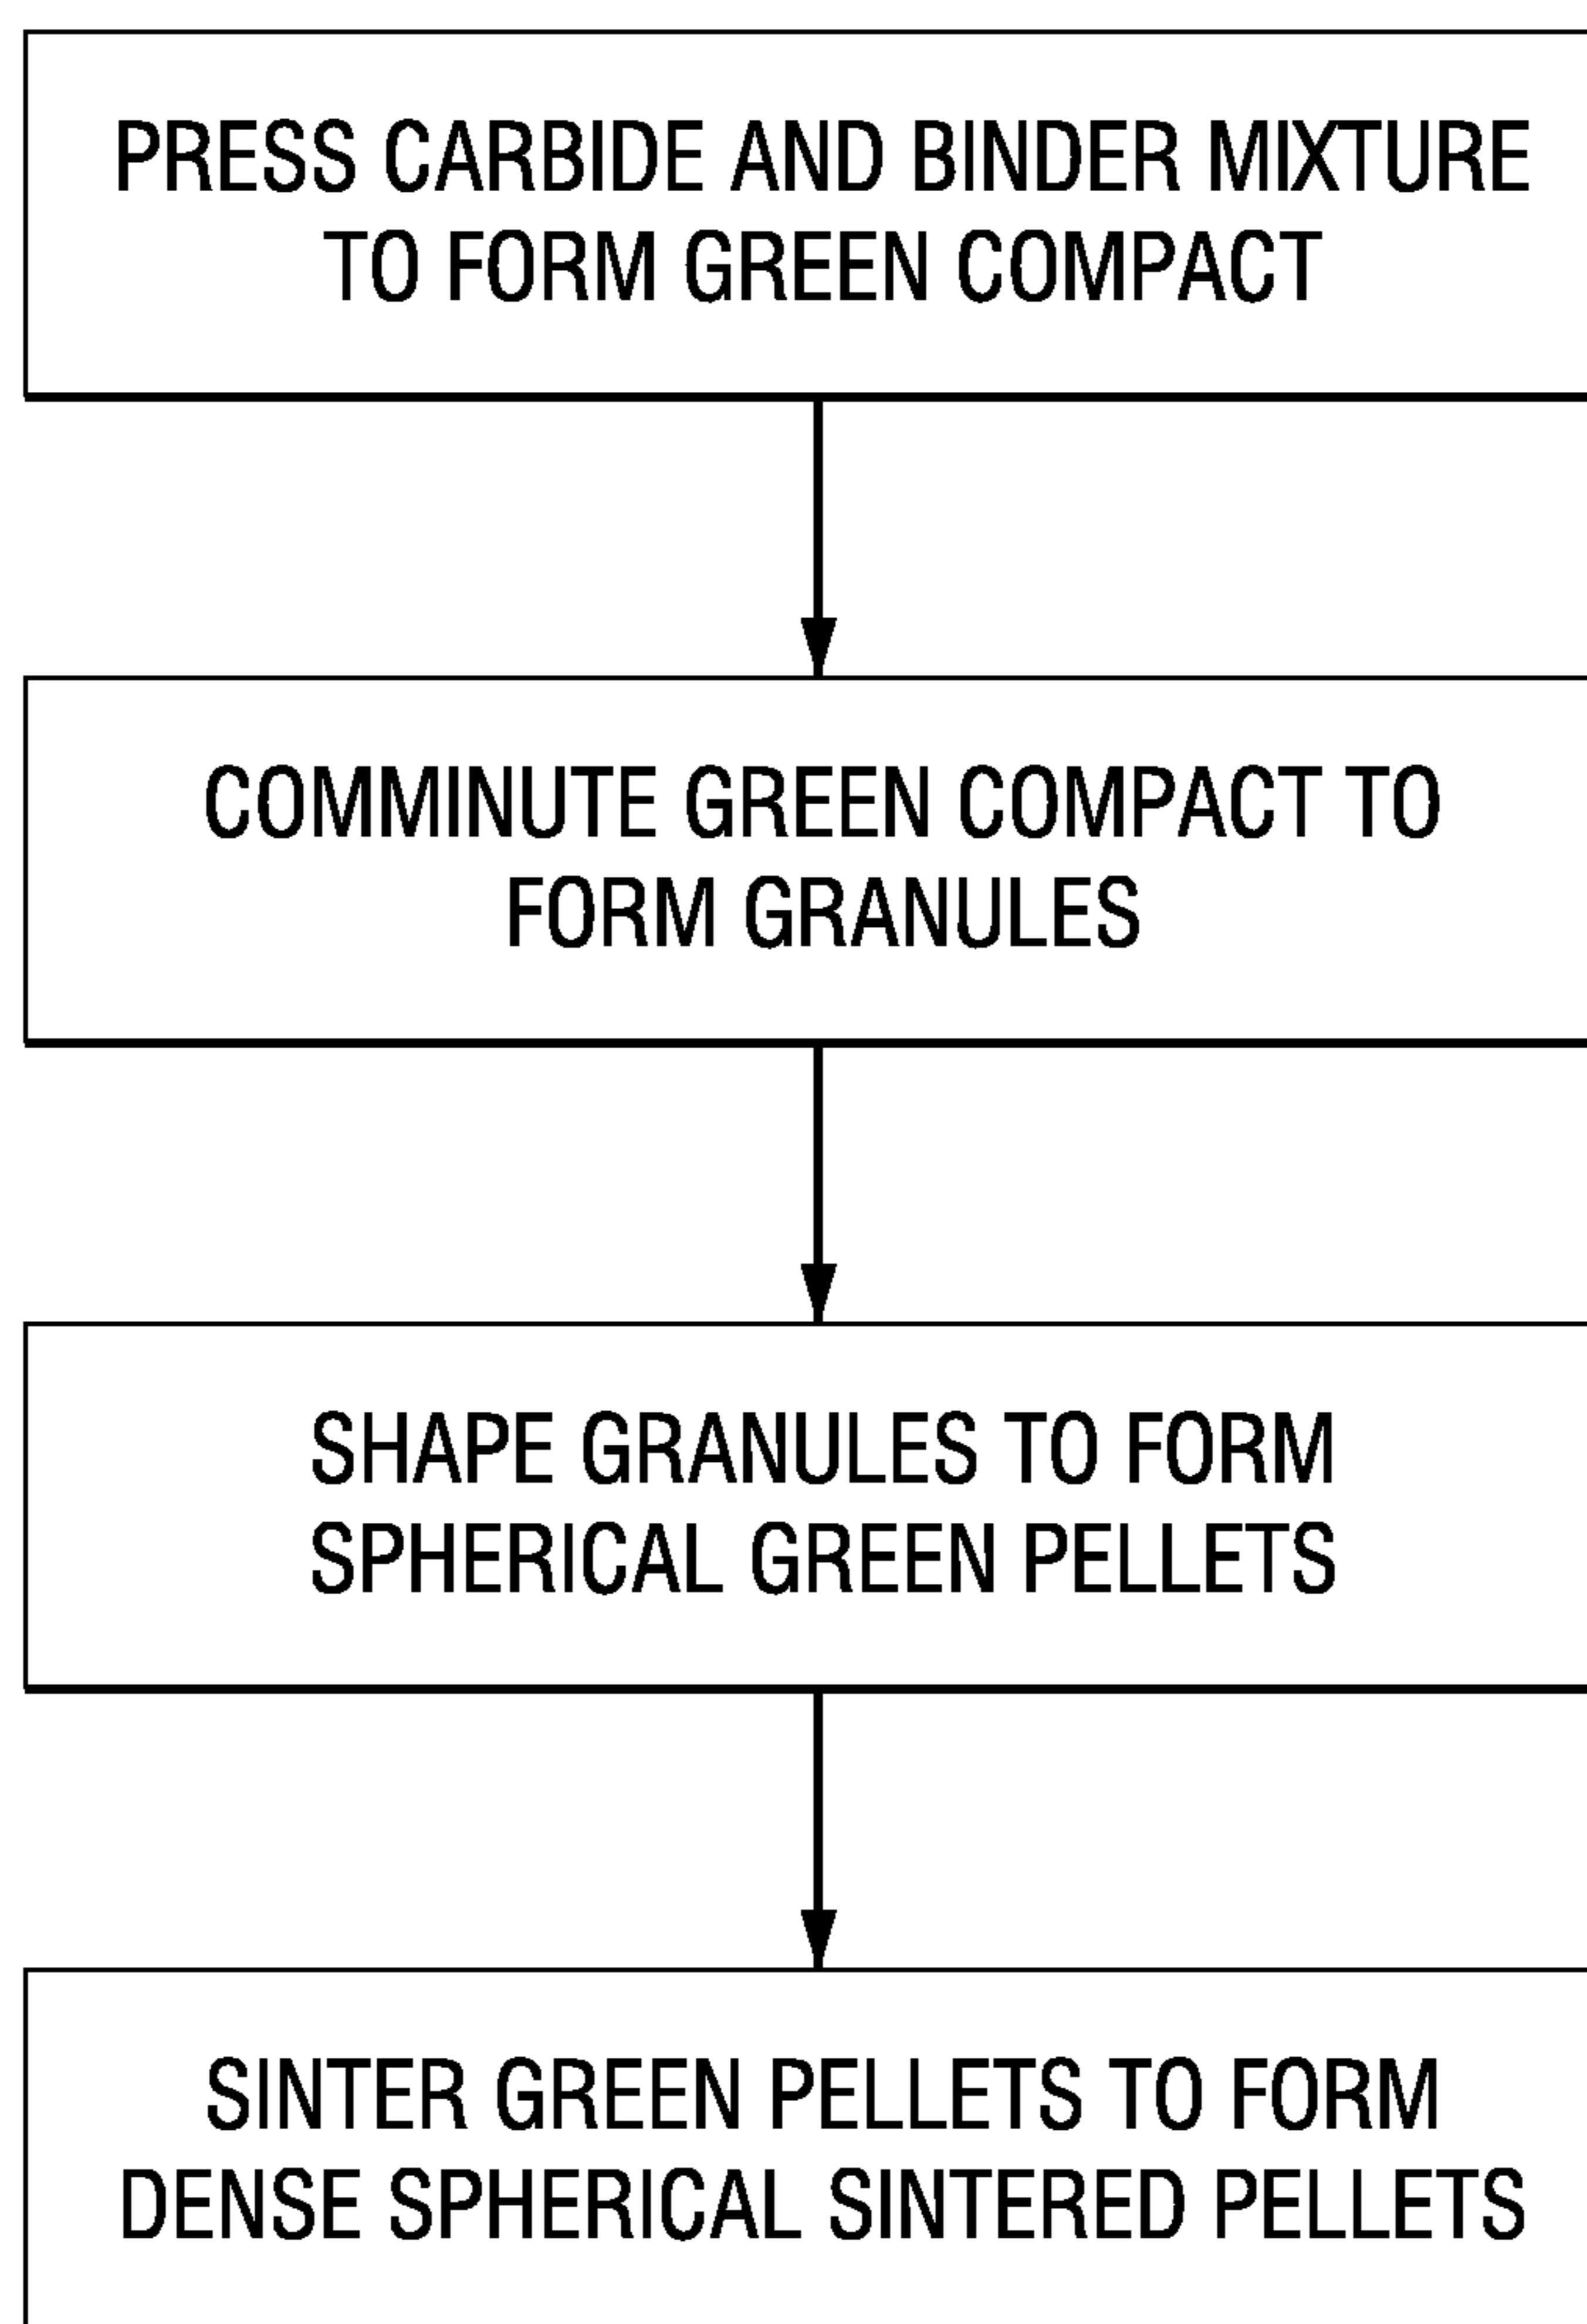 PRESS CARBIDE AND BINDER MIXTURE
TO FORM GREEN COMPACT
COMMINUTE GREEN COMPACT TO
FORM GRANULES
SHAPE GRANULES TO FORM
SPHERICAL GREEN PELLETS
SINTER GREEN PELLETS TO FORM
DENSE SPHERICAL SINTERED PELLETS